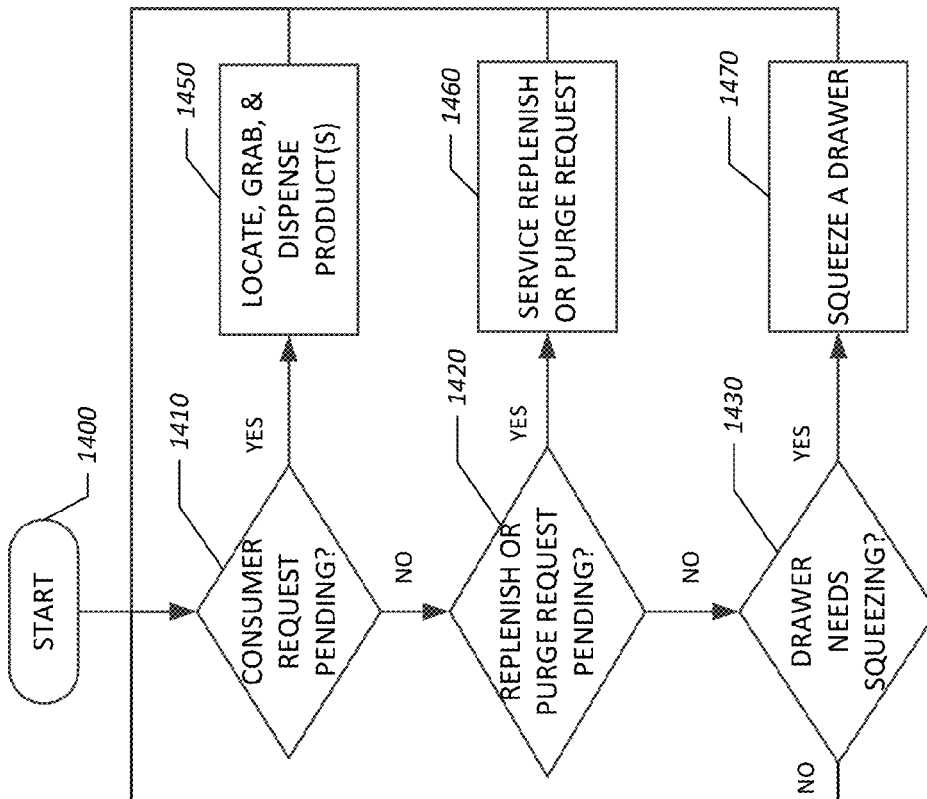 START
1400
CONSUMER
REQUEST
PENDING?
1410
YES
LOCATE, GRAB, &
DISPENSE
PRODUCT(S)
1450
NO
REPLENISH OR
PURGE REQUEST
PENDING?
1420
YES
SERVICE REPLENISH
OR PURGE REQUEST
1460
NO
DRAWER
NEEDS
SQUEEZING?
1430
YES
SQUEEZE A DRAWER
1470
NO